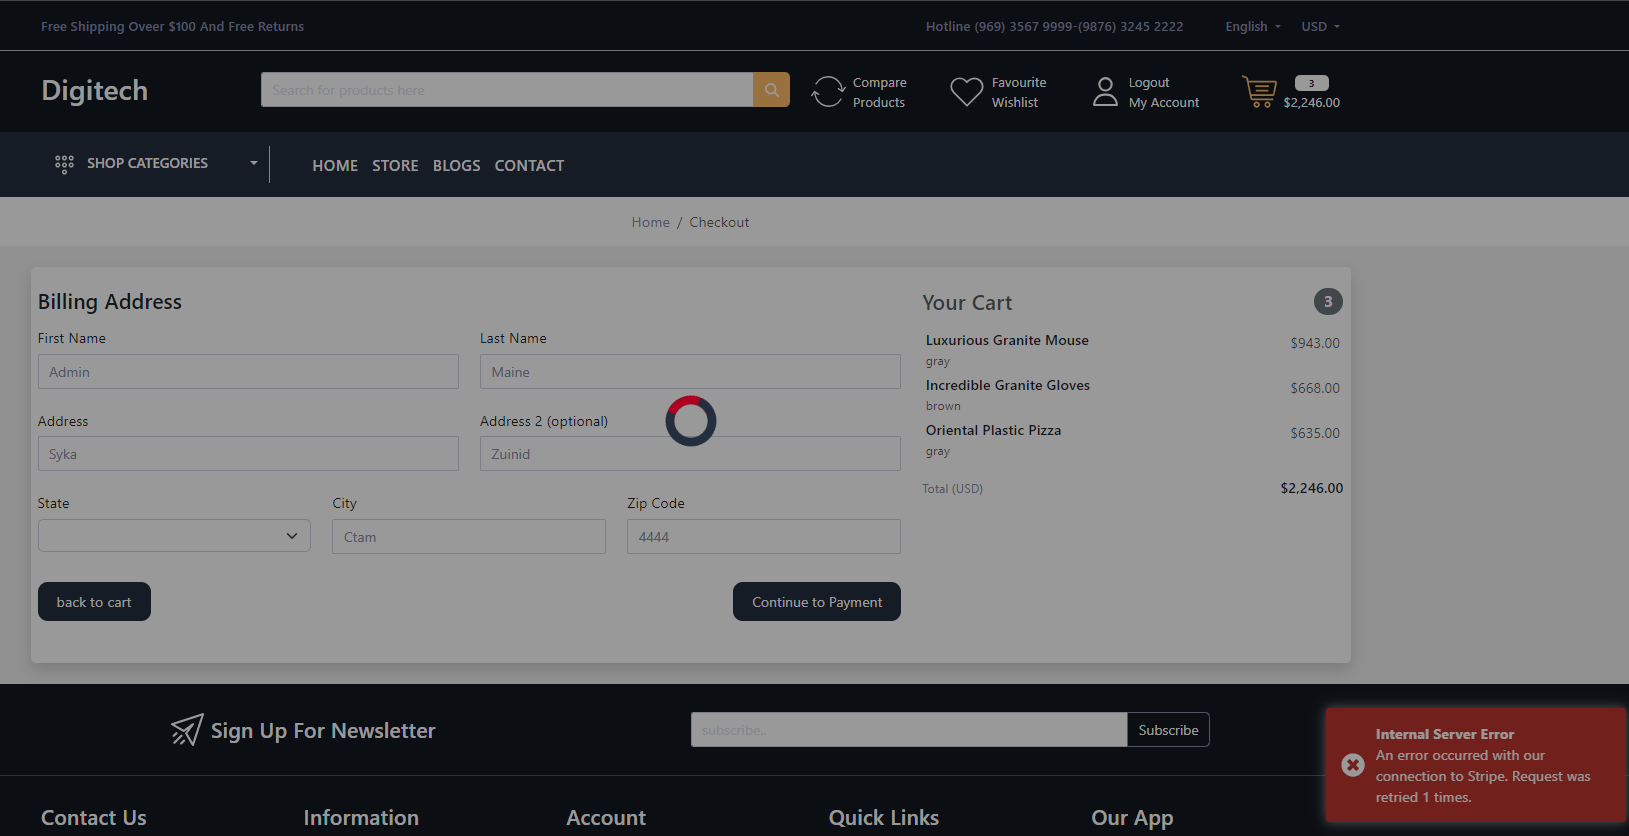 Free Shipping Oveer $100 And Free Returns
Hotline (969) 3567 9999-(9876) 3245 2222
English
USD
Digitech
Search for products here
Compare
Products
Favourite
Wishlist
Logout
My Account
3
$2,246.00
SHOP CATEGORIES
HOME STORE BLOGS CONTACT
Home / Checkout
Billing Address
First Name
Admin
Last Name
Maine
Address
Syka
Address 2 (optional)
Zuinid
State
City
Ctam
Zip Code
4444
back to cart
Continue to Payment
Your Cart
3
Luxurious Granite Mouse
$943.00
gray
Incredible Granite Gloves
$668.00
brown
Oriental Plastic Pizza
$635.00
gray
Total (USD)
$2,246.00
Sign Up For Newsletter
subscribe..
Subscribe
Internal Server Error
An error occurred with our
connection to Stripe. Request was
retried 1 times.
Contact Us
Information
Account
Quick Links
Our App